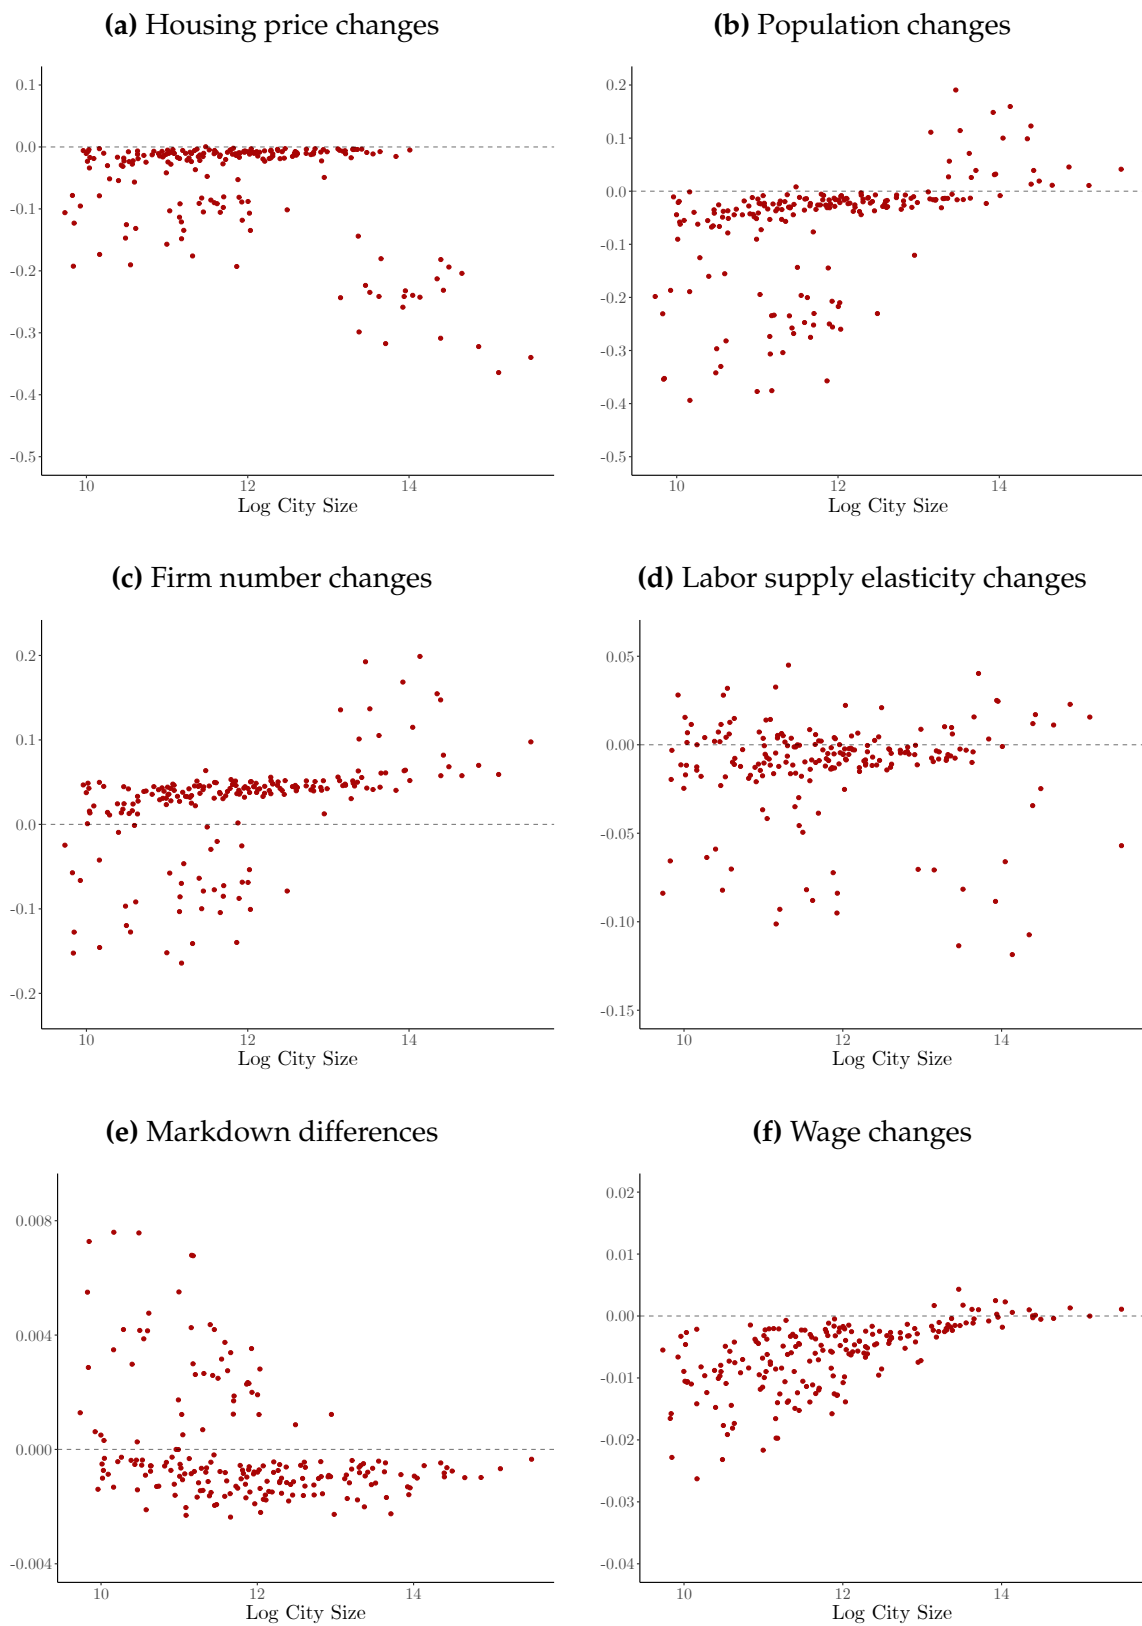 (a) Housing price changes
0.1
0.0
-0.1
-0.2
-0.3
-0.4
-0.5
10 12 14
Log City Size
(b) Population changes
0.2
0.1
0.0
-0.1
-0.2
-0.3
-0.4
-0.5
10 12 14
Log City Size
(c) Firm number changes
0.2
0.1
0.0
-0.1
-0.2
10 12 14
Log City Size
(d) Labor supply elasticity changes
0.05
0.00
-0.05
-0.10
-0.15
10 12 14
Log City Size
(e) Markdown differences
0.008
0.004
0.000
-0.004
10 12 14
Log City Size
(f) Wage changes
0.02
0.01
0.00
-0.01
-0.02
-0.03
-0.04
10 12 14
Log City Size